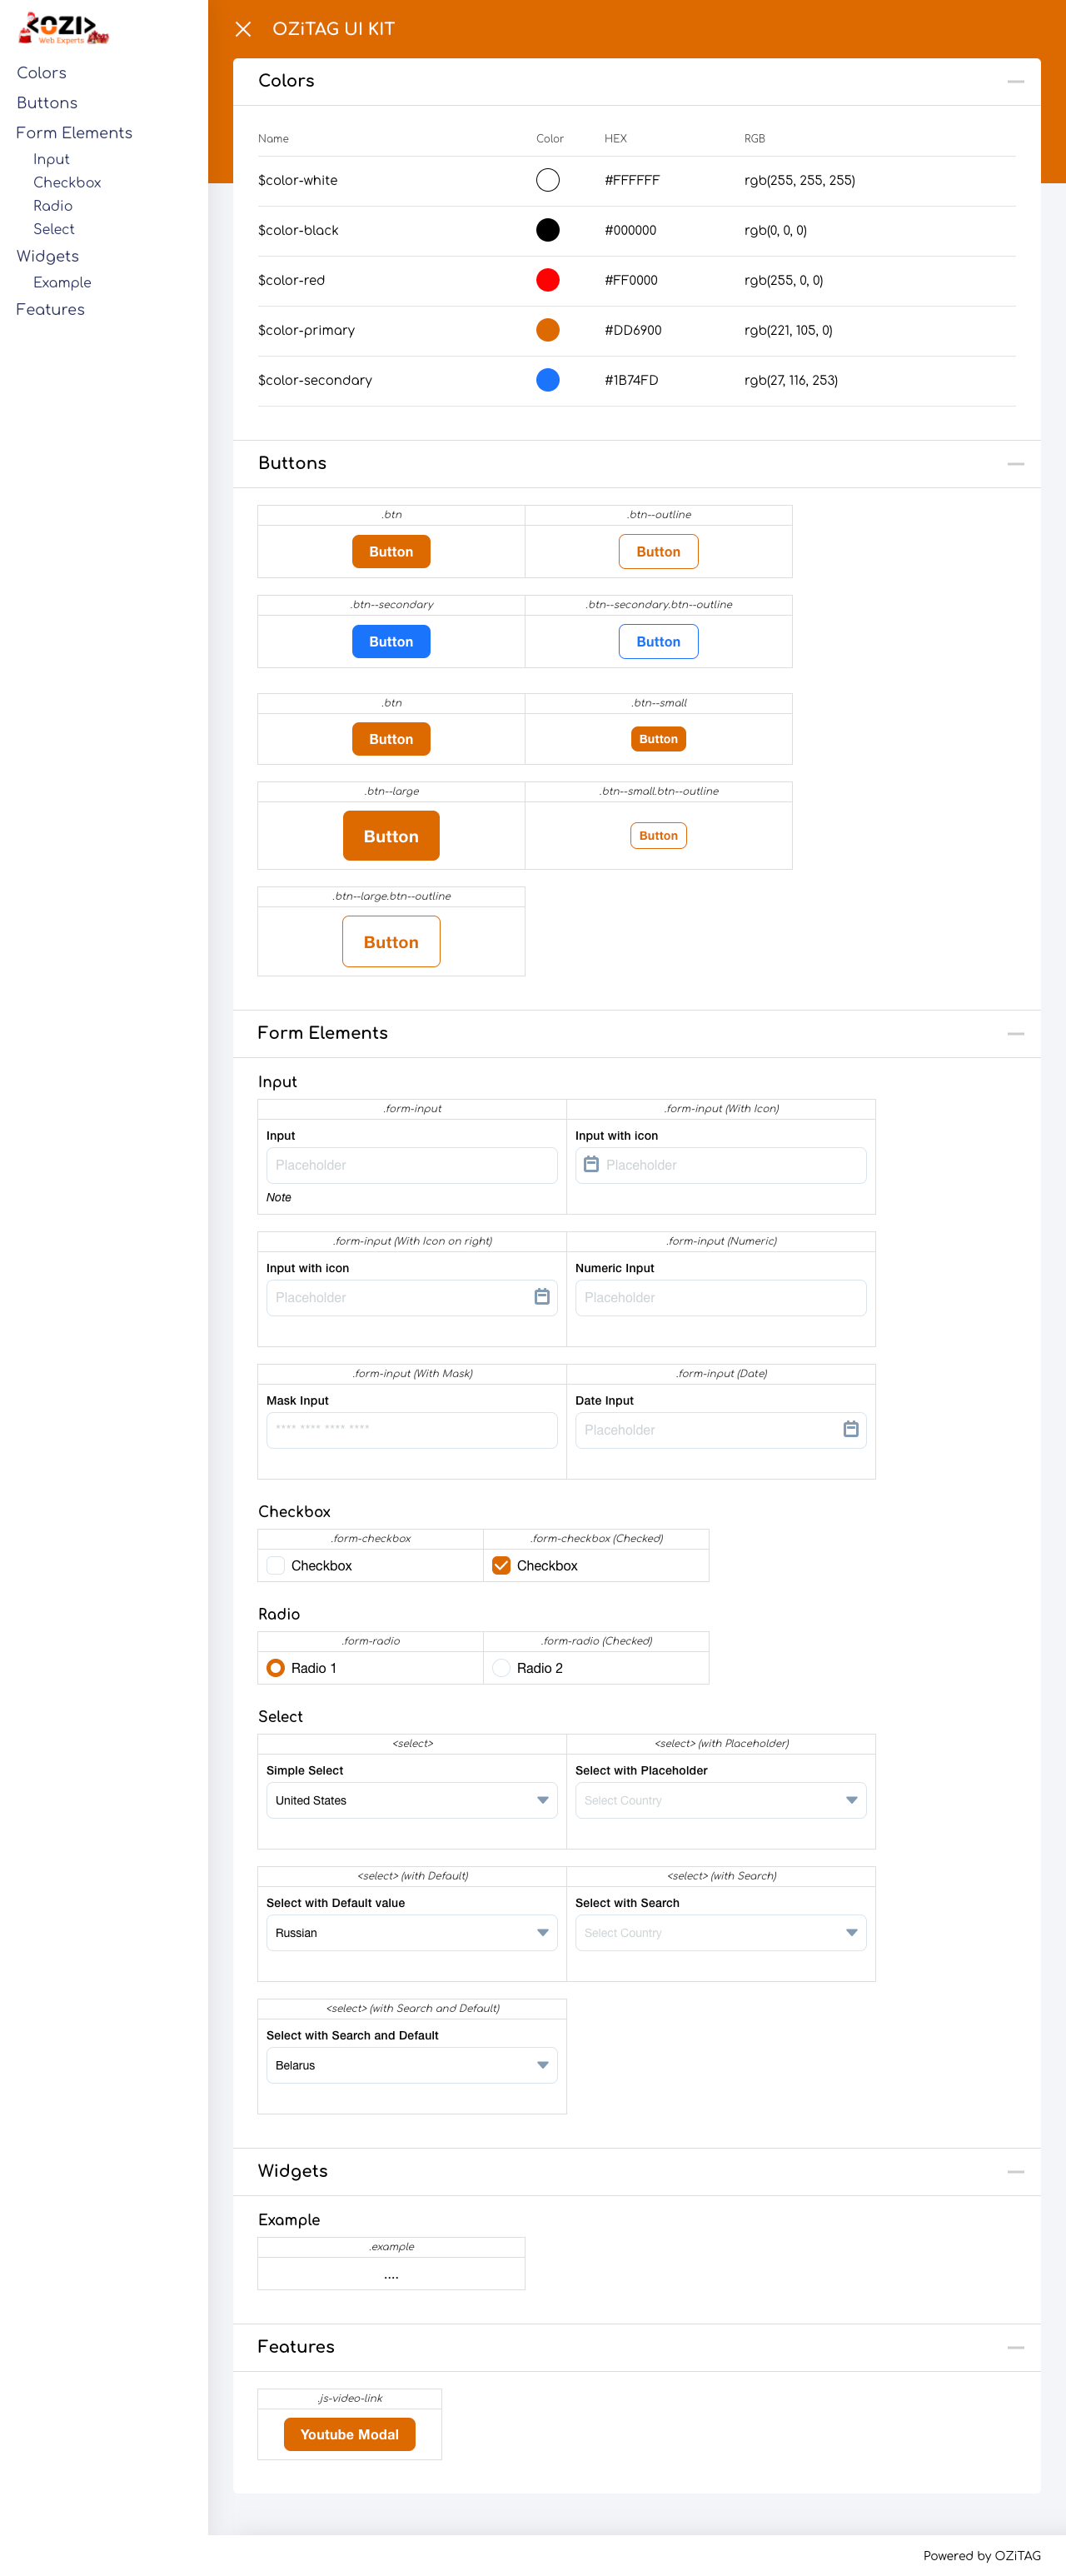 <OZI>
Web Experts
Colors
Buttons
Form Elements
Input
Checkbox
Radio
Select
Widgets
Example
Features
OZiTAG UI KIT
Colors
Name Color HEX RGB
$color-white #FFFFFF rgb(255, 255, 255)
$color-black #000000 rgb(0, 0, 0)
$color-red #FF0000 rgb(255, 0, 0)
$color-primary #DD6900 rgb(221, 105, 0)
$color-secondary #1B74FD rgb(27, 116, 253)
Buttons
.btn .btn--outline
Button Button
.btn--secondary .btn--secondary.btn--outline
Button Button
.btn .btn--small
Button Button
.btn--large .btn--small.btn--outline
Button Button
.btn--large.btn--outline
Button
Form Elements
Input
.form-input .form-input (With Icon)
Input Input with icon
Placeholder Placeholder
Note
.form-input (With Icon on right) .form-input (Numeric)
Input with icon Numeric Input
Placeholder Placeholder
.form-input (With Mask) .form-input (Date)
Mask Input Date Input
**** **** **** **** Placeholder
Checkbox
.form-checkbox .form-checkbox (Checked)
Checkbox Checkbox
Radio
.form-radio .form-radio (Checked)
Radio 1 Radio 2
Select
<select> <select> (with Placeholder)
Simple Select Select with Placeholder
United States Select Country
<select> (with Default) <select> (with Search)
Select with Default value Select with Search
Russian Select Country
<select> (with Search and Default)
Select with Search and Default
Belarus
Widgets
Example
.example
....
Features
.js-video-link
Youtube Modal
Powered by OZiTAG